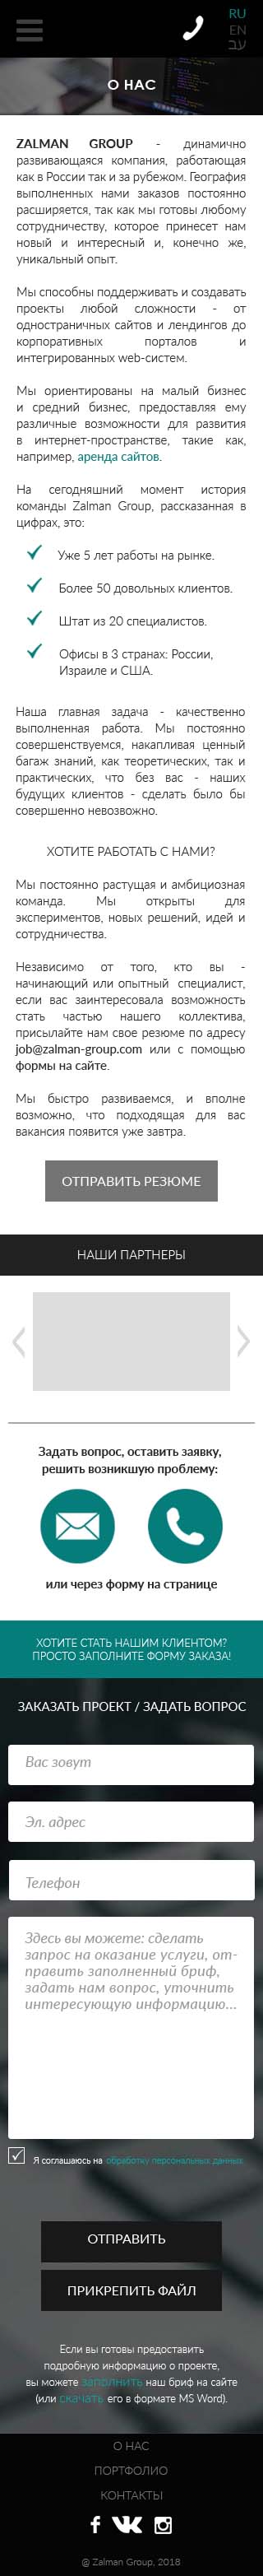 RU
EN
עב
О НАС
ZALMAN GROUP - динамично
развивающаяся компания, работающая
как в России так и за рубежом. География
выполненных нами заказов постоянно
расширяется, так как мы готовы любому
сотрудничеству, которое принесет нам
новый и интересный и, конечно же,
уникальный опыт.
Мы способны поддерживать и создавать
проекты любой сложности - от
одностраничных сайтов и лендингов до
корпоративных порталов и
интегрированных web-систем.
Мы ориентированы на малый бизнес
и средний бизнес, предоставляя ему
различные возможности для развития
в интернет-пространстве, такие как,
например, аренда сайтов.
На сегодняшний момент история
команды Zalman Group, рассказанная в
цифрах, это:
Уже 5 лет работы на рынке.
Более 50 довольных клиентов.
Штат из 20 специалистов.
Офисы в 3 странах: России,
Израиле и США.
Наша главная задача - качественно
выполненная работа. Мы постоянно
совершенствуемся, накапливая ценный
багаж знаний, как теоретических, так и
практических, что без вас - наших
будущих клиентов - сделать было бы
совершенно невозвожно.
ХОТИТЕ РАБОТАТЬ С НАМИ?
Мы постоянно растущая и амбициозная
команда. Мы открыты для
экспериментов, новых решений, идей и
сотрудничества.
Независимо от того, кто вы -
начинающий или опытный специалист,
если вас заинтересовала возможность
стать частью нашего коллектива,
присылайте нам свое резюме по адресу
job@zalman-group.com или с помощью
формы на сайте.
Мы быстро развиваемся, и вполне
возможно, что подходящая для вас
вакансия появится уже завтра.
ОТПРАВИТЬ РЕЗЮМЕ
НАШИ ПАРТНЕРЫ
Задать вопрос, оставить заявку,
решить возникшую проблему:
или через форму на странице
ХОТИТЕ СТАТЬ НАШИМ КЛИЕНТОМ?
ПРОСТО ЗАПОЛНИТЕ ФОРМУ ЗАКАЗА!
ЗАКАЗАТЬ ПРОЕКТ / ЗАДАТЬ ВОПРОС
Вас зовут
Эл. адрес
Телефон
Здесь вы можете: сделать
запрос на оказание услуги, от-
править заполненный бриф,
задать нам вопрос, уточнить
интересующую информацию...
Я соглашаюсь на обработку персональных данных
ОТПРАВИТЬ
ПРИКРЕПИТЬ ФАЙЛ
Если вы готовы предоставить
подробную информацию о проекте,
вы можете заполнить наш бриф на сайте
(или скачать его в формате MS Word).
О НАС
ПОРТФОЛИО
КОНТАКТЫ
@ Zalman Group, 2018